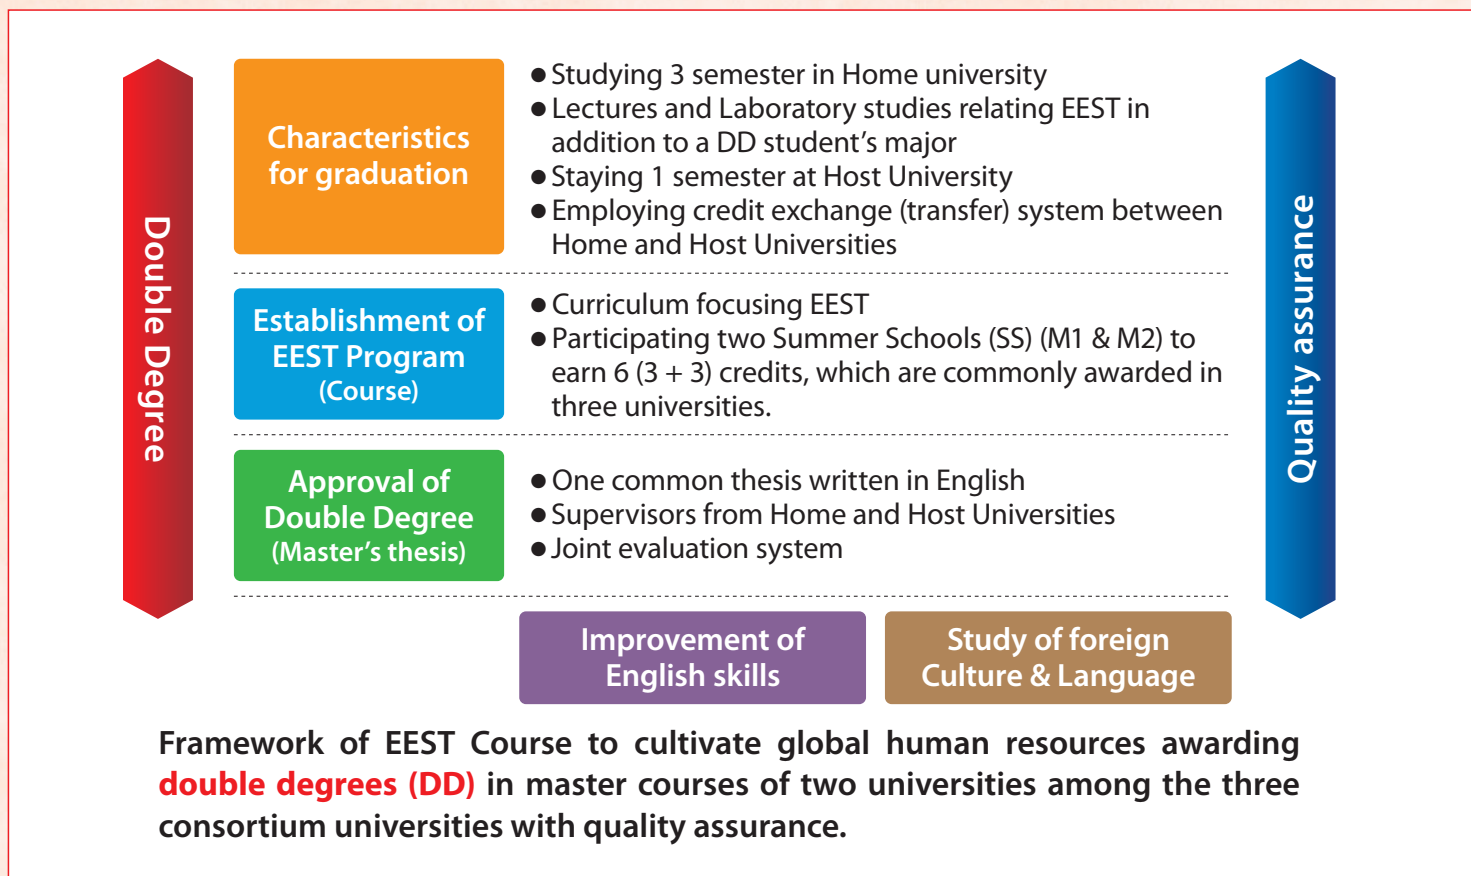 Double Degree
Characteristics
for graduation
● Studying 3 semester in Home university
● Lectures and Laboratory studies relating EEST in
addition to a DD student’s major
● Staying 1 semester at Host University
● Employing credit exchange (transfer) system between
Home and Host Universities
Establishment of
EEST Program
(Course)
● Curriculum focusing EEST
● Participating two Summer Schools (SS) (M1 & M2) to
earn 6 (3 + 3) credits, which are commonly awarded in
three universities.
Approval of
Double Degree
(Master’s thesis)
● One common thesis written in English
● Supervisors from Home and Host Universities
● Joint evaluation system
Quality assurance
Improvement of
English skills
Study of foreign
Culture & Language
Framework of EEST Course to cultivate global human resources awarding
double degrees (DD) in master courses of two universities among the three
consortium universities with quality assurance.